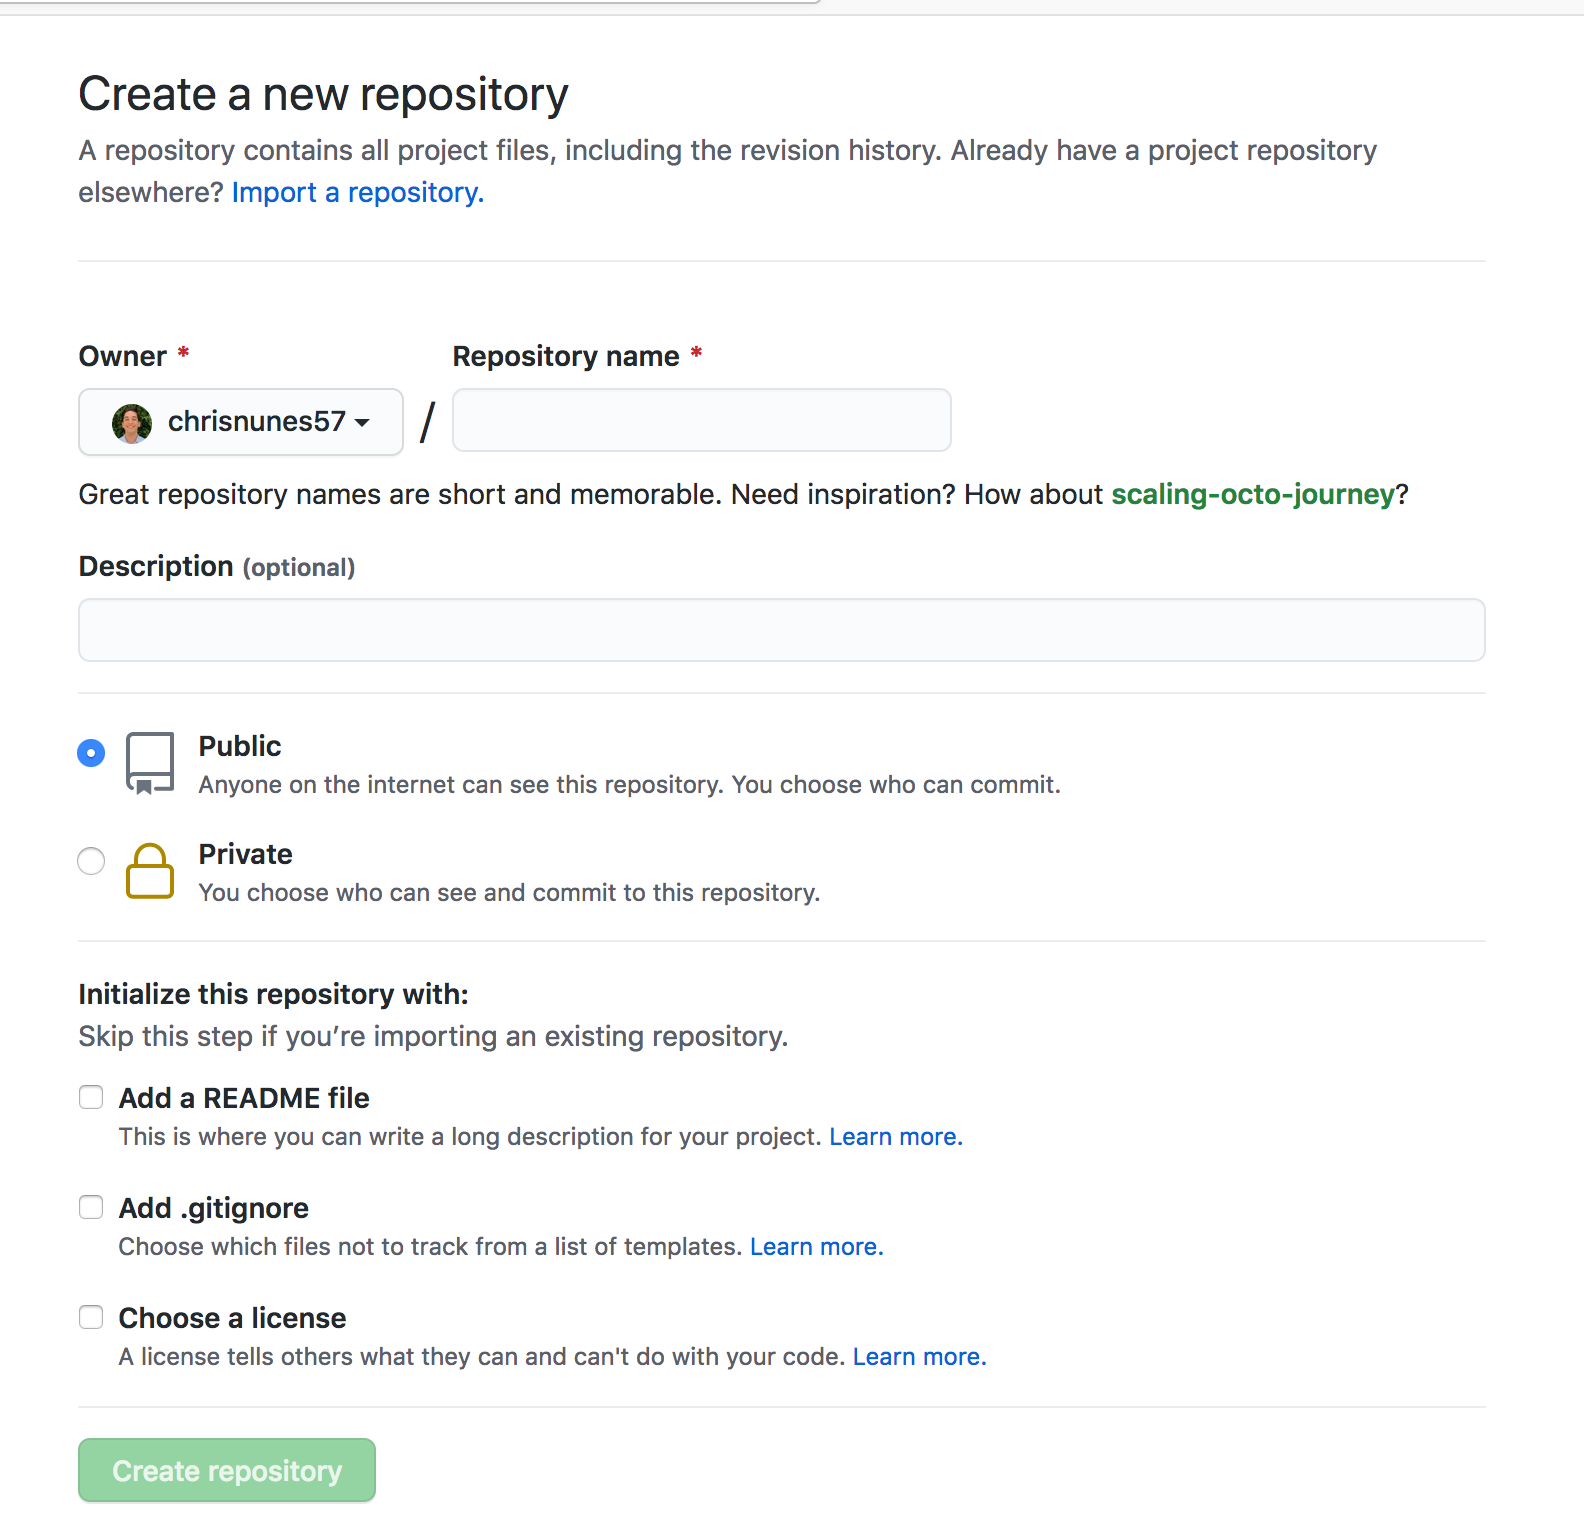 Create a new repository
A repository contains all project files, including the revision history. Already have a project repository
elsewhere? Import a repository.
Owner * Repository name *
chrisnunes57 /
Great repository names are short and memorable. Need inspiration? How about scaling-octo-journey?
Description (optional)
Public
Anyone on the internet can see this repository. You choose who can commit.
Private
You choose who can see and commit to this repository.
Initialize this repository with:
Skip this step if you’re importing an existing repository.
Add a README file
This is where you can write a long description for your project. Learn more.
Add .gitignore
Choose which files not to track from a list of templates. Learn more.
Choose a license
A license tells others what they can and can't do with your code. Learn more.
Create repository